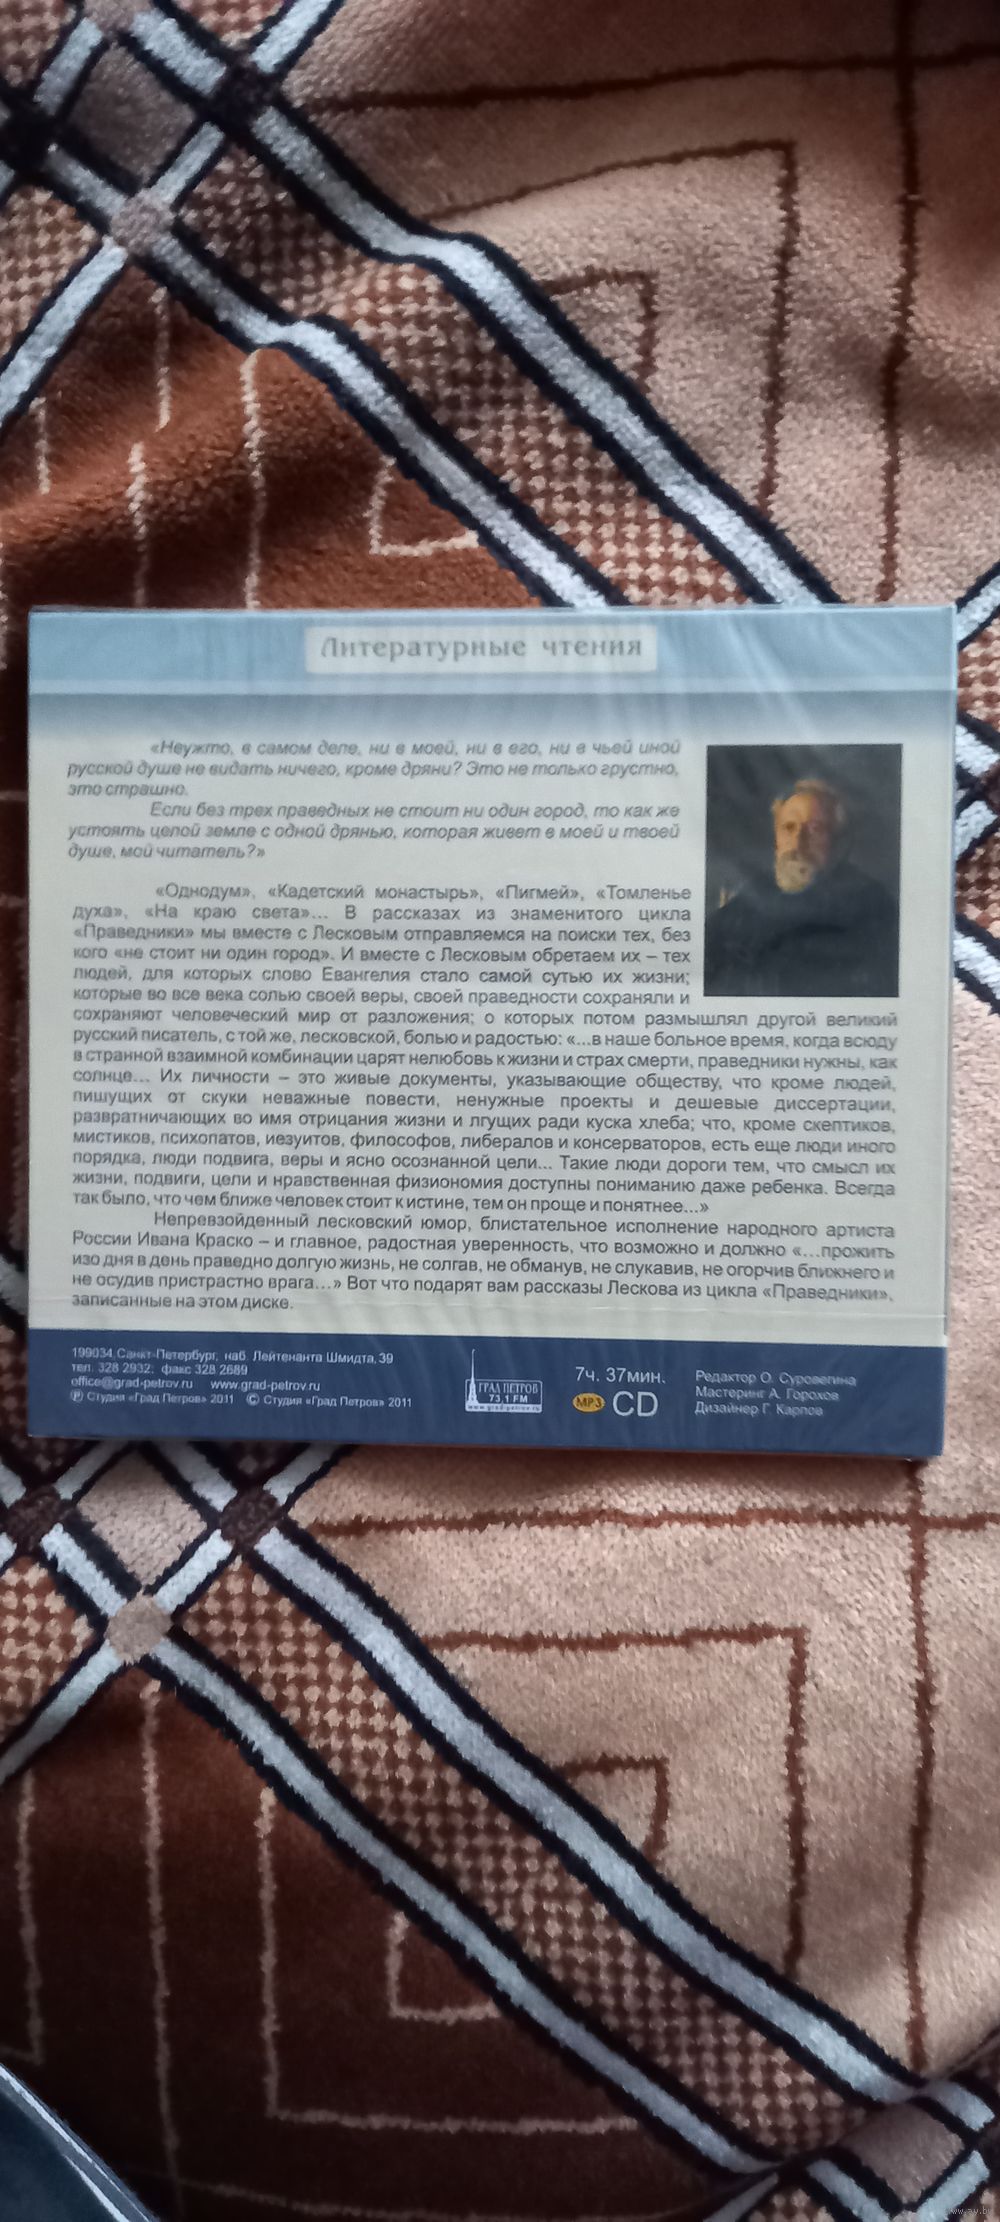 Литературные чтения
«Неужто, в самом деле, ни в моей, ни в его, ни в чьей иной
русской душе не видать ничего, кроме дряни? Это не только грустно,
это страшно.
Если без трех праведных не стоит ни один город, то как же
устоять целой земле с одной дрянью, которая живет в моей и твоей
душе, мой читатель?»
«Однодум», «Кадетский монастырь», «Пигмей», «Томленье
духа», «На краю света»... В рассказах из знаменитого цикла
«Праведники» мы вместе с Лесковым отправляемся на поиски тех, без
кого «не стоит ни один город». И вместе с Лесковым обретаем их – тех
людей, для которых слово Евангелия стало самой сутью их жизни;
которые во все века солью своей веры, своей праведности сохраняли и
сохраняют человеческий мир от разложения; о которых потом размышлял другой великий
русский писатель, с той же, лесковской, болью и радостью: «...в наше больное время, когда всюду
в странной взаимной комбинации царят нелюбовь к жизни и страх смерти, праведники нужны, как
солнце... Их личности – это живые документы, указывающие обществу, что кроме людей,
пишущих от скуки неважные повести, ненужные проекты и дешевые диссертации,
развратничающих во имя отрицания жизни и лгущих ради куска хлеба; что, кроме скептиков,
мистиков, психопатов, иезуитов, философов, либералов и консерваторов, есть еще люди иного
порядка, люди подвига, веры и ясно осознанной цели... Такие люди дороги тем, что смысл их
жизни, подвиги, цели и нравственная физиономия доступны пониманию даже ребенка. Всегда
так было, что чем ближе человек стоит к истине, тем он проще и понятнее...»
Непревзойденный лесковский юмор, блистательное исполнение народного артиста
России Ивана Краско – и главное, радостная уверенность, что возможно и должно «...прожить
изо дня в день праведно долгую жизнь, не солгав, не обманув, не слукавив, не огорчив ближнего и
не осудив пристрастно врага...» Вот что подарят вам рассказы Лескова из цикла «Праведники»,
записанные на этом диске.
199034 Санкт-Петербург, наб. Лейтенанта Шмидта, 39
тел. 328 2932; факс 328 2689
office@grad-petrov.ru www.grad-petrov.ru
Ⓟ Студия «Град Петров» 2011 © Студия «Град Петров» 2011
ГРАД ПЕТРОВ
73,1 FM
www.grad-petrov.ru
7ч. 37мин.
MP3 CD
Редактор О. Суровегина
Мастеринг А. Горохов
Дизайнер Г. Карпов